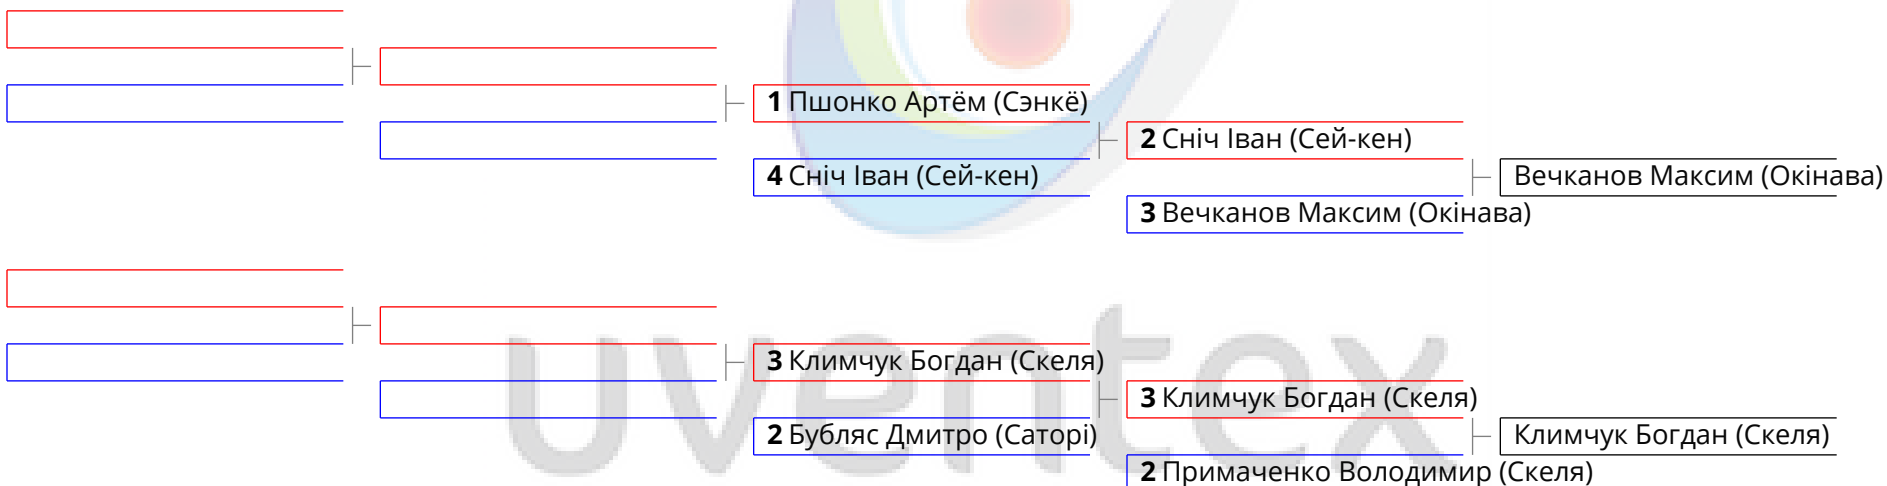 1 Пшонко Артём (Сэнкё)
2 Сніч Іван (Сей-кен)
4 Сніч Іван (Сей-кен)
Вечканов Максим (Окінава)
3 Вечканов Максим (Окінава)
uventex
3 Климчук Богдан (Скеля)
3 Климчук Богдан (Скеля)
2 Бубляс Дмитро (Саторі)
Климчук Богдан (Скеля)
2 Примаченко Володимир (Скеля)